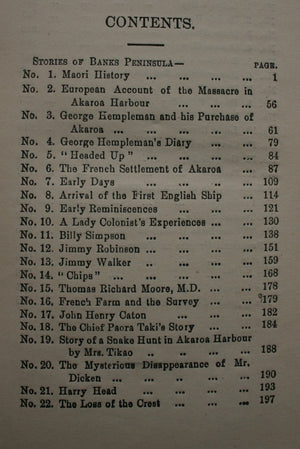 CONTENTS.
STORIES OF BANKS PENINSULA— PAGE.
No. 1. Maori History ... ... ... ... 1
No. 2. European Account of the Massacre in
Akaroa Harbour ... ... ... 56
No. 3. George Hempleman and his Purchase of
Akaroa ... ... ... ... ... 61
No. 4. George Hempleman's Diary ... ... 79
No. 5. "Headed Up" ... ... ... ... 84
No. 6. The French Settlement of Akaroa ... 87
No. 7. Early Days ... ... ... ... 109
No. 8. Arrival of the First English Ship ... 114
No. 9. Early Reminiscences ... ... ... 121
No. 10. A Lady Colonist's Experiences ... ... 130
No. 11. Billy Simpson ... ... ... ... 138
No. 12. Jimmy Robinson ... ... ... ... 151
No. 13. Jimmy Walker .. ... ... ... 159
No. 14. "Chips" ... ... ... ... ... 168
No. 15. Thomas Richard Moore, M.D. ... ... 178
No. 16. French Farm and the Survey ... ... 179
No. 17. John Henry Caton ... ... ... 182
No. 18. The Chief Paora Taki's Story ... ... 184
No. 19. Story of a Snake Hunt in Akaroa Harbour
by Mrs. Tikao .. ... ... ... 188
No. 20. The Mysterious Disappearance of Mr.
Dicken ... ... .. ... ... 190
No. 21. Harry Head ... ... ... ... 193
No. 22. The Loss of the Crest ... ... ... 197